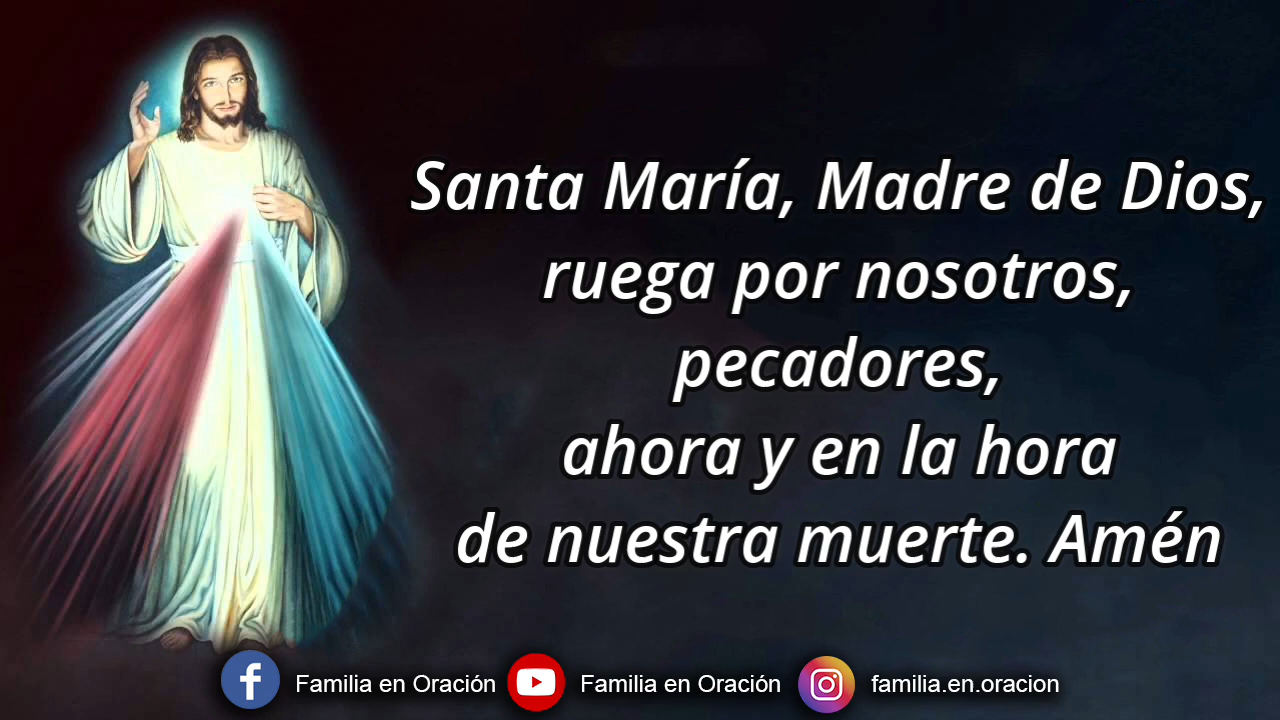 Santa María, Madre de Dios,
ruega por nosotros,
pecadores,
ahora y en la hora
de nuestra muerte. Amén
Familia en Oración Familia en Oración familia.en.oracion